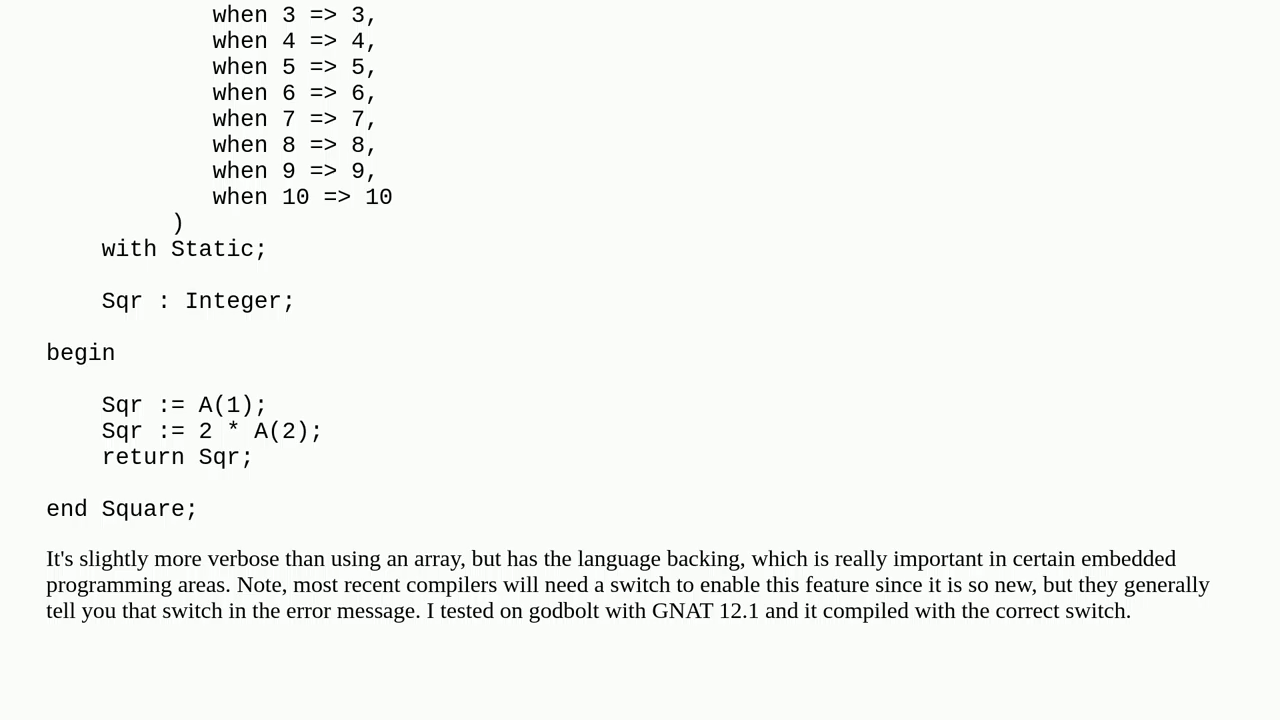 when 3 => 3,
when 4 => 4,
when 5 => 5,
when 6 => 6,
when 7 => 7,
when 8 => 8,
when 9 => 9,
when 10 => 10
)
with Static;
Sqr : Integer;
begin
Sqr := A(1);
Sqr := 2 * A(2);
return Sqr;
end Square;
It's slightly more verbose than using an array, but has the language backing, which is really important in certain embedded
programming areas. Note, most recent compilers will need a switch to enable this feature since it is so new, but they generally
tell you that switch in the error message. I tested on godbolt with GNAT 12.1 and it compiled with the correct switch.